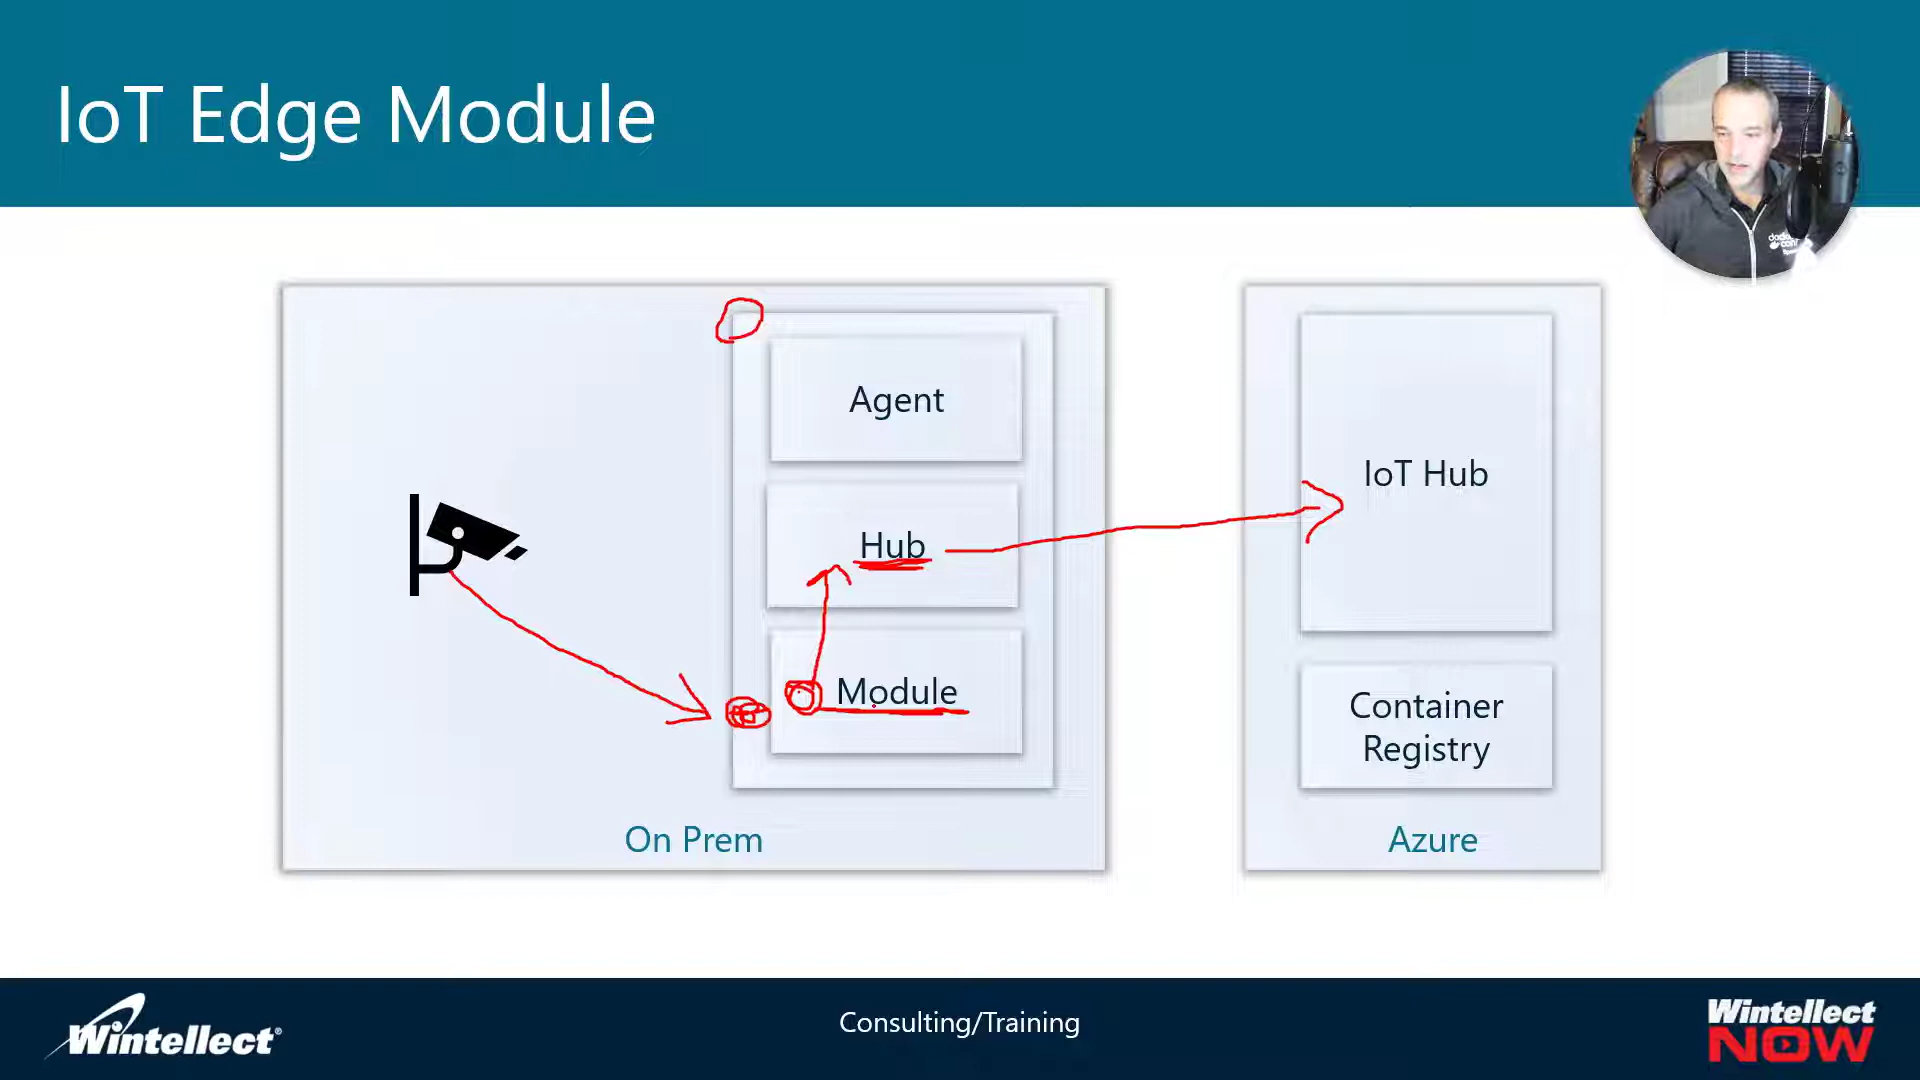 IoT Edge Module
Agent
Hub
Module
On Prem
IoT Hub
Container
Registry
Azure
Wintellect
Consulting/Training
Wintellect
NOW